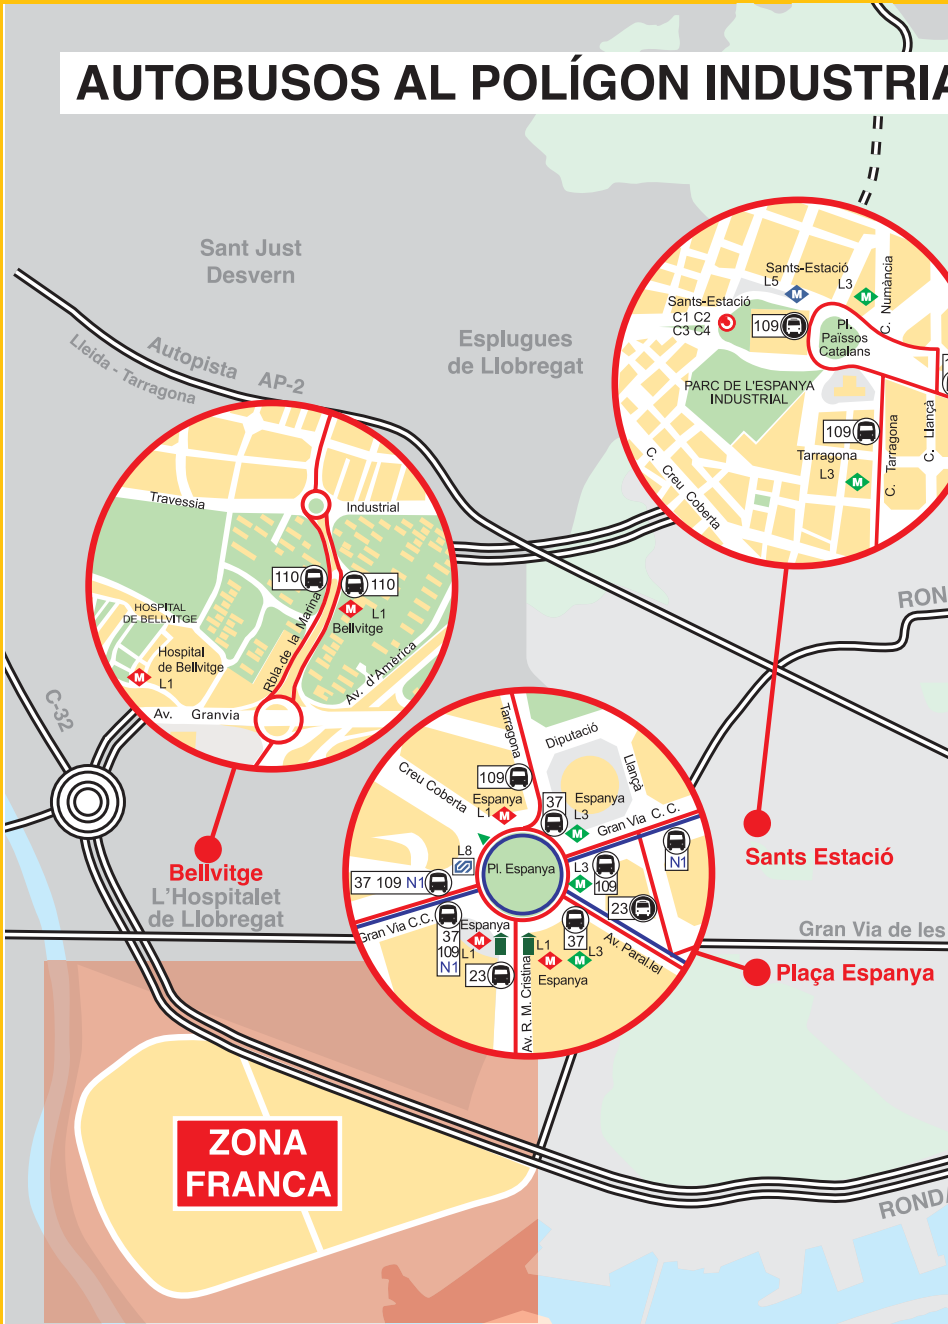 AUTOBUSOS AL POLÍGON INDUSTRIA
Sant Just
Desvern
Esplugues
de Llobregat
Autopista AP-2
Lleida - Tarragona
Sants-Estació
L5
L3
C. Numància
Sants-Estació
C1 C2
C3 C4
109
Pl.
Països
Catalans
PARC DE L'ESPANYA
INDUSTRIAL
109
Tarragona
L3
C. Tarragona
C. Llançà
C. Creu Coberta
Travessia
Industrial
110
110
L1
Bellvitge
HOSPITAL
DE BELLVITGE
Hospital
de Bellvitge
L1
Rbla. de la Marina
Av. d'Amèrica
Av. Granvia
C-32
RON
Tarragona
Diputació
Llançà
Creu Coberta
109
Espanya
L1
37
Espanya
L3
Gran Via C. C.
N1
L8
Pl. Espanya
L3
109
37 109 N1
23
Gran Via C.C.
37
109
N1
Espanya
L1
23
Av. R. M. Cristina
L1
Espanya
37
L3
Av. Paral.lel
Sants Estació
Bellvitge
L'Hospitalet
de Llobregat
Gran Via de les
Plaça Espanya
ZONA
FRANCA
RONDA